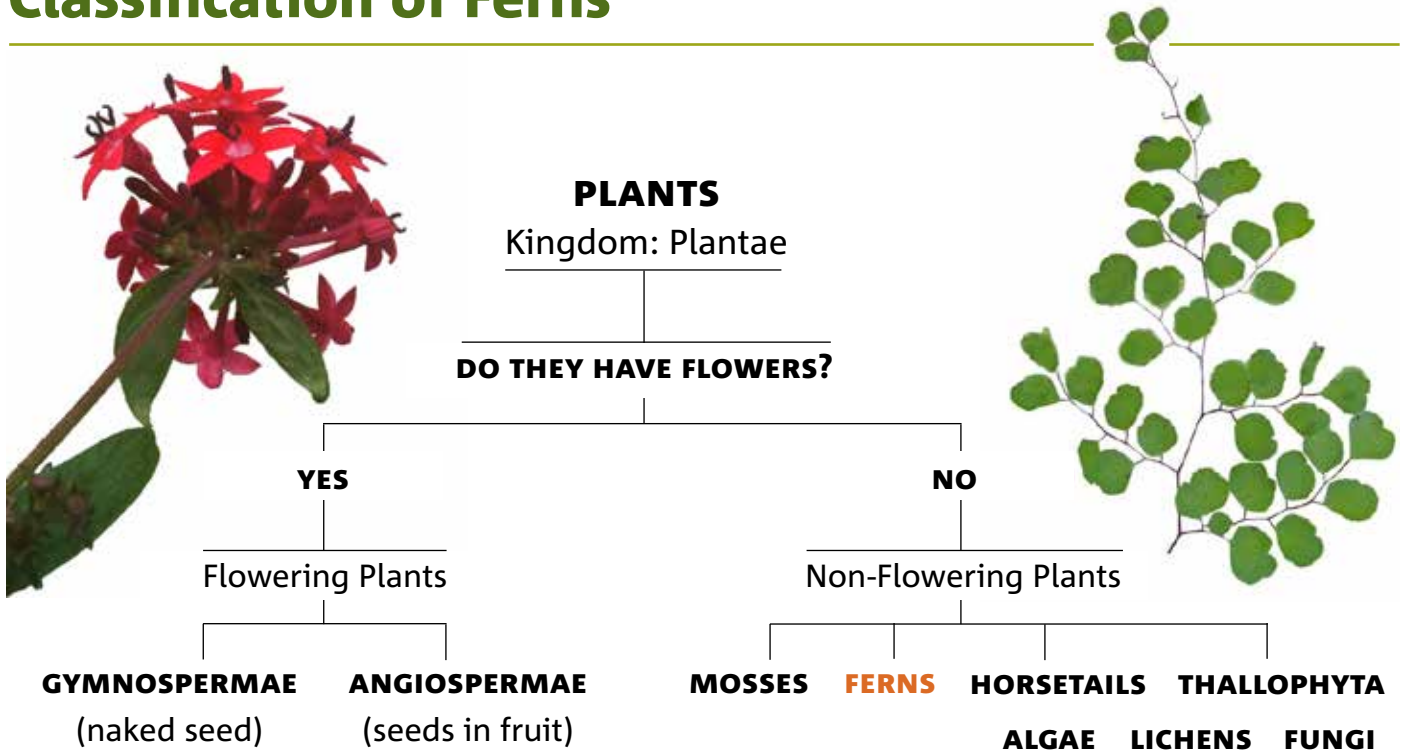 Classification of Ferns
PLANTS
Kingdom: Plantae
DO THEY HAVE FLOWERS?
YES
NO
Flowering Plants
Non-Flowering Plants
GYMNOSPERMAE
(naked seed)
ANGIOSPERMAE
(seeds in fruit)
MOSSES
FERNS
HORSETAILS
THALLOPHYTA
ALGAE LICHENS FUNGI